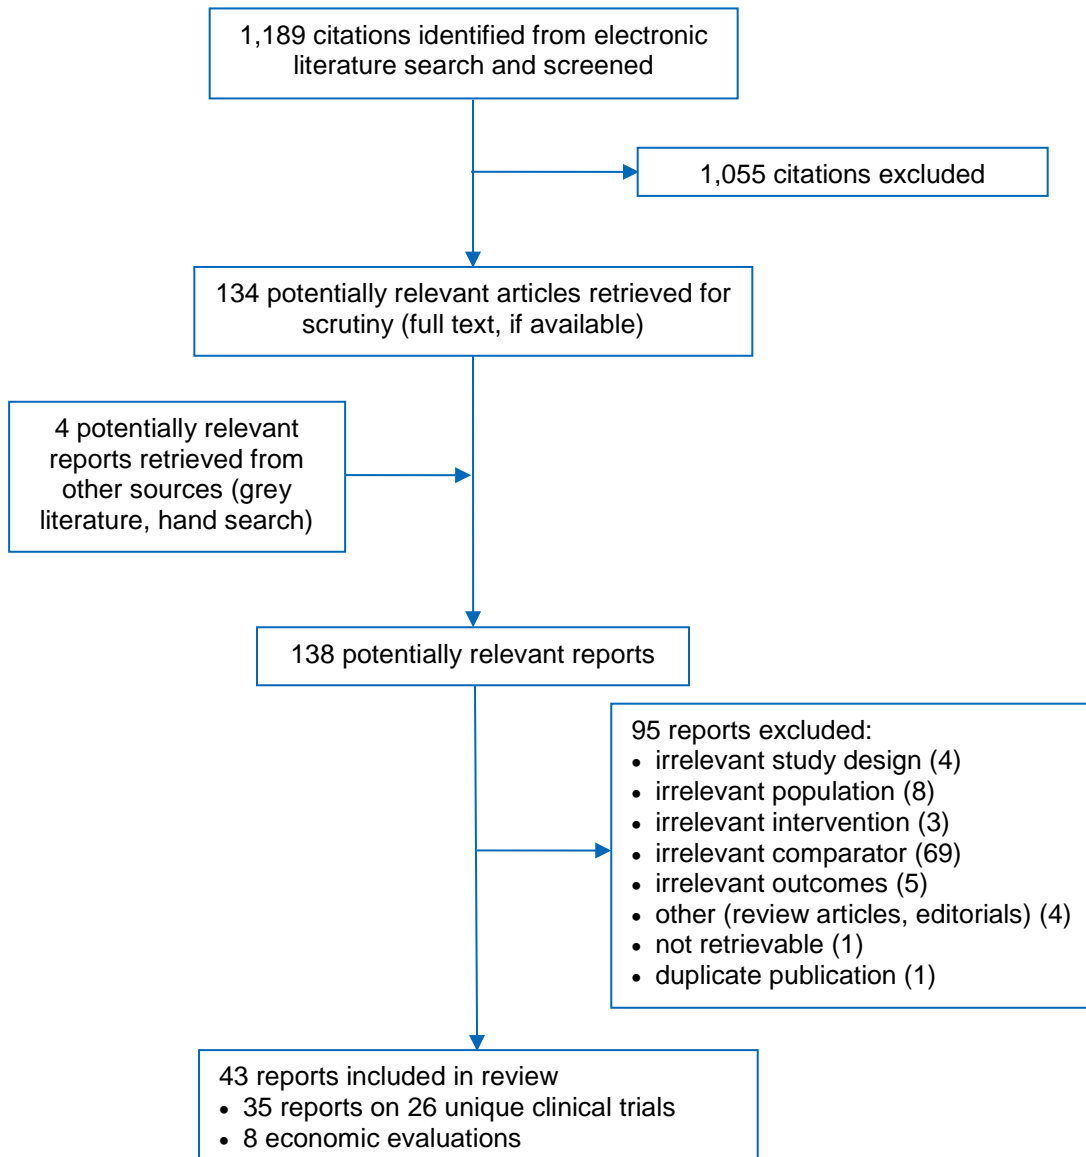 1,189 citations identified from electronic
literature search and screened
1,055 citations excluded
134 potentially relevant articles retrieved for
scrutiny (full text, if available)
4 potentially relevant
reports retrieved from
other sources (grey
literature, hand search)
138 potentially relevant reports
95 reports excluded:
• irrelevant study design (4)
• irrelevant population (8)
• irrelevant intervention (3)
• irrelevant comparator (69)
• irrelevant outcomes (5)
• other (review articles, editorials) (4)
• not retrievable (1)
• duplicate publication (1)
43 reports included in review
• 35 reports on 26 unique clinical trials
• 8 economic evaluations